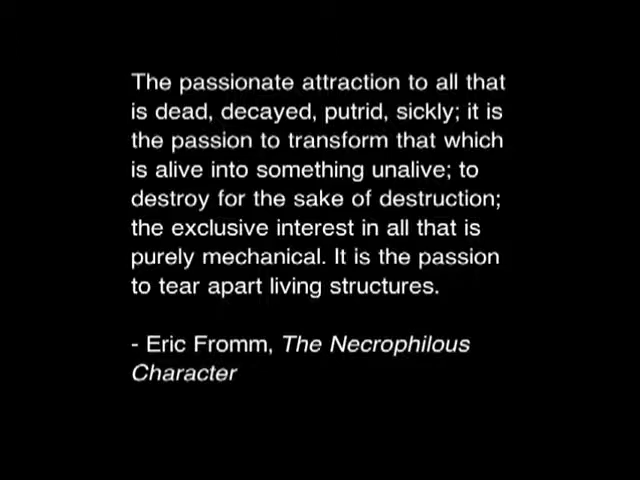 The passionate attraction to all that
is dead, decayed, putrid, sickly; it is
the passion to transform that which
is alive into something unalive; to
destroy for the sake of destruction;
the exclusive interest in all that is
purely mechanical. It is the passion
to tear apart living structures.
- Eric Fromm, The Necrophilous
Character